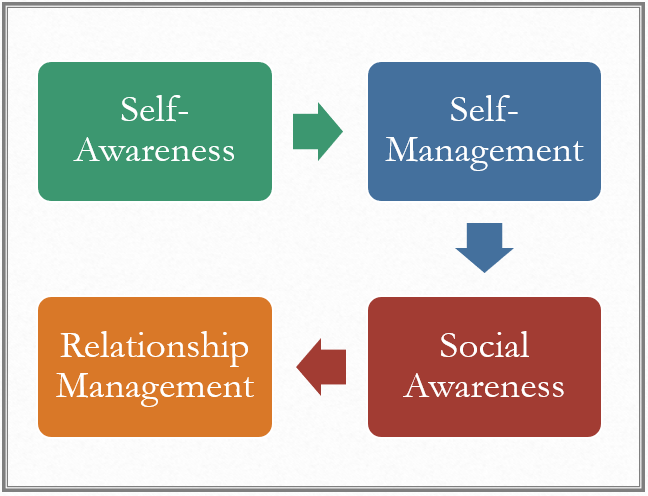 Self-
Awareness
Self-
Management
Social
Awareness
Relationship
Management